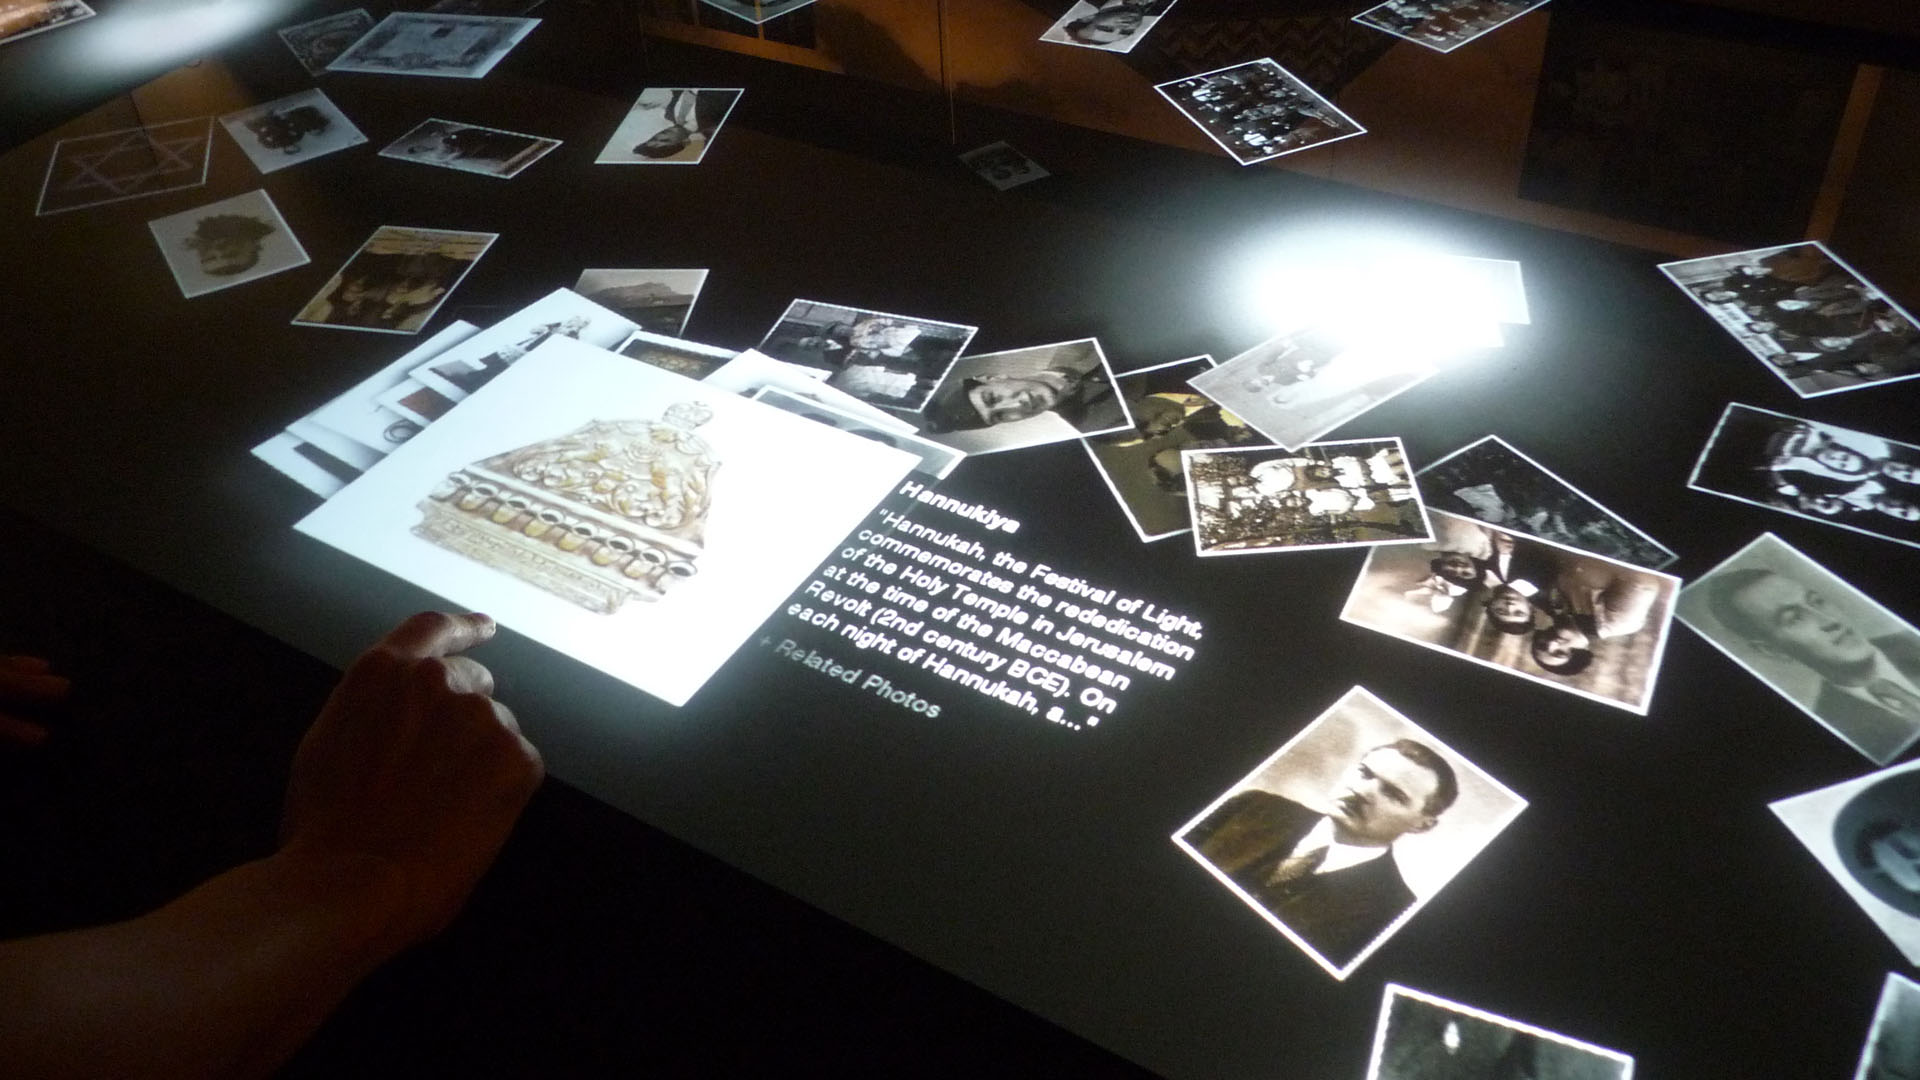 Hannukiya
"Hannukah, the Festival of Light,
commemorates the rededication
of the Holy Temple in Jerusalem
at the time of the Maccabean
Revolt (2nd century BCE). On
each night of Hannukah, a..."
+ Related Photos